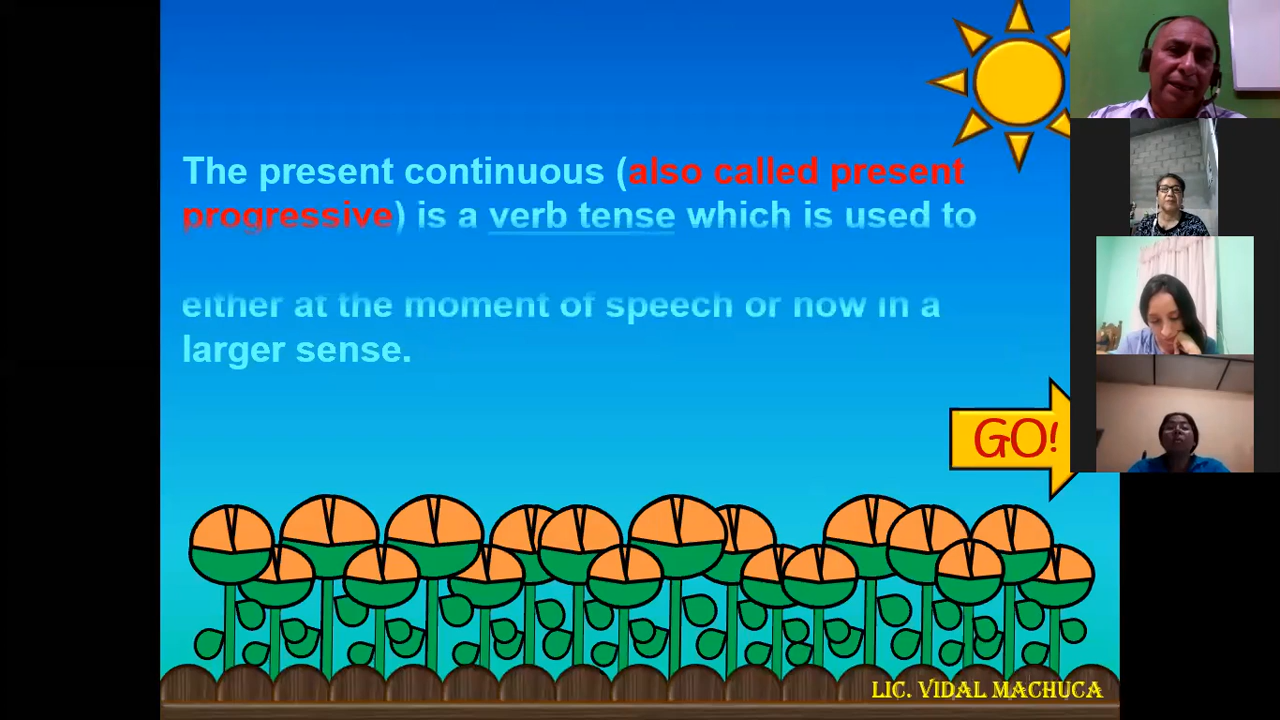 The present continuous (also called present
progressive) is a verb tense which is used to
either at the moment of speech or now in a
larger sense.
GO!
LIC. VIDAL MACHUCA